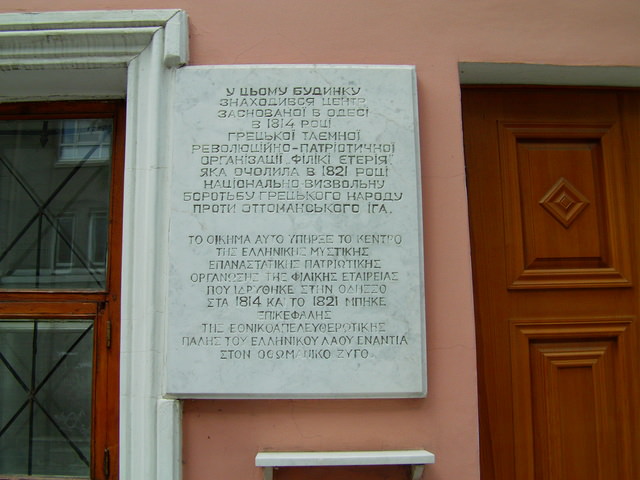 У ЦЬОМУ БУДИНКУ
ЗНАХОДИВСЯ ЦЕНТР
ЗАСНОВАНОЇ В ОДЕСІ
В 1814 РОЦІ
ГРЕЦЬКОЇ ТАЄМНОЇ
РЕВОЛЮЦІЙНО-ПАТРІОТИЧНОЇ
ОРГАНІЗАЦІЇ „ФІЛІКІ ЕТЕРІЯ”,
ЯКА ОЧОЛИЛА В 1821 РОЦІ
НАЦІОНАЛЬНО-ВИЗВОЛЬНУ
БОРОТЬБУ ГРЕЦЬКОГО НАРОДУ
ПРОТИ ОТТОМАНСЬКОГО ІГА.
ΤΟ ΟΙΚΗΜΑ ΑΥΤΟ ΥΠΗΡΞΕ ΤΟ ΚΕΝΤΡΟ
ΤΗΣ ΕΛΛΗΝΙΚΗΣ ΜΥΣΤΙΚΗΣ
ΕΠΑΝΑΣΤΑΤΙΚΗΣ ΠΑΤΡΙΩΤΙΚΗΣ
ΟΡΓΑΝΩΣΗΣ ΤΗΣ ΦΙΛΙΚΗΣ ΕΤΑΙΡΕΙΑΣ
ΠΟΥ ΙΔΡΥΘΗΚΕ ΣΤΗΝ ΟΔΗΣΣΟ
ΣΤΑ 1814 ΚΑΙ ΤΟ 1821 ΜΠΗΚΕ
ΕΠΙΚΕΦΑΛΗΣ
ΤΗΣ ΕΘΝΙΚΟΑΠΕΛΕΥΘΕΡΩΤΙΚΗΣ
ΠΑΛΗΣ ΤΟΥ ΕΛΛΗΝΙΚΟΥ ΛΑΟΥ ΕΝΑΝΤΙΑ
ΣΤΟΝ ΟΘΩΜΑΝΙΚΟ ΖΥΓΟ.